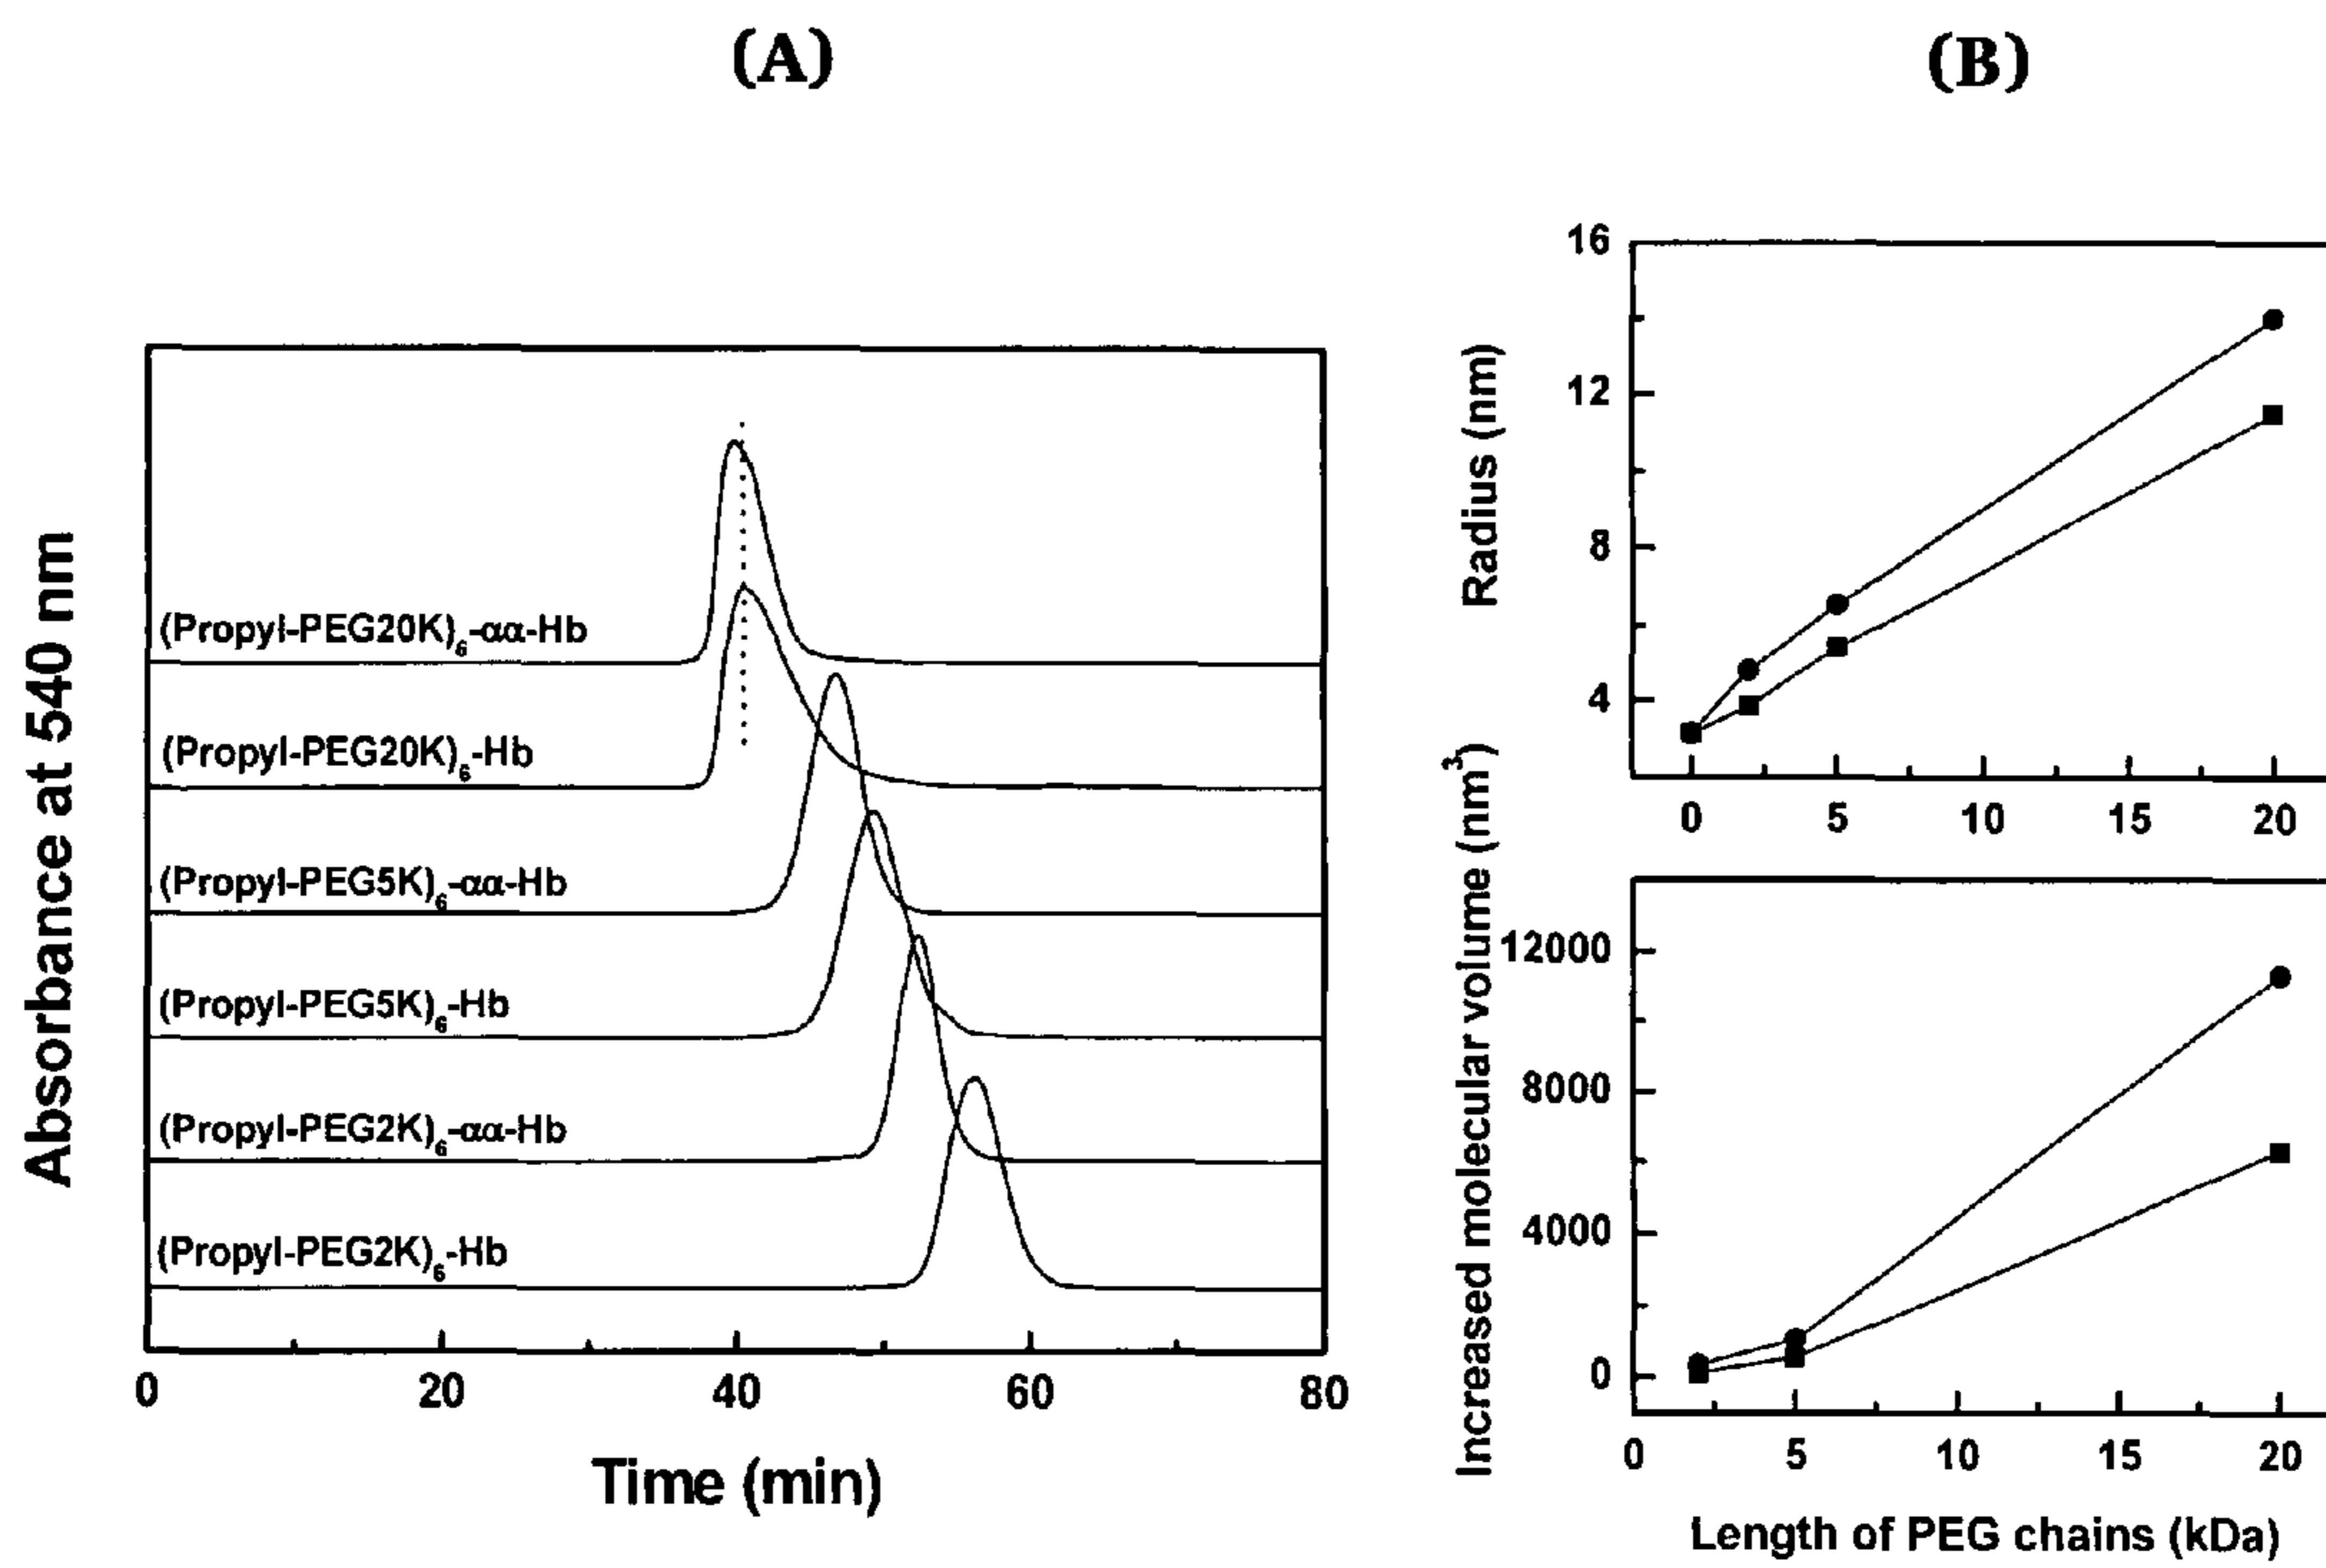 (A)
Absorbance at 540 nm
(Propyl-PEG20K)₆-αα-Hb
(Propyl-PEG20K)₆-Hb
(Propyl-PEG5K)₆-αα-Hb
(Propyl-PEG5K)₆-Hb
(Propyl-PEG2K)₆-αα-Hb
(Propyl-PEG2K)₆-Hb
0 20 40 60 80
Time (min)
(B)
Radius (nm)
16
12
8
4
0 5 10 15 20
Increased molecular volume (nm³)
12000
8000
4000
0
0 5 10 15 20
Length of PEG chains (kDa)